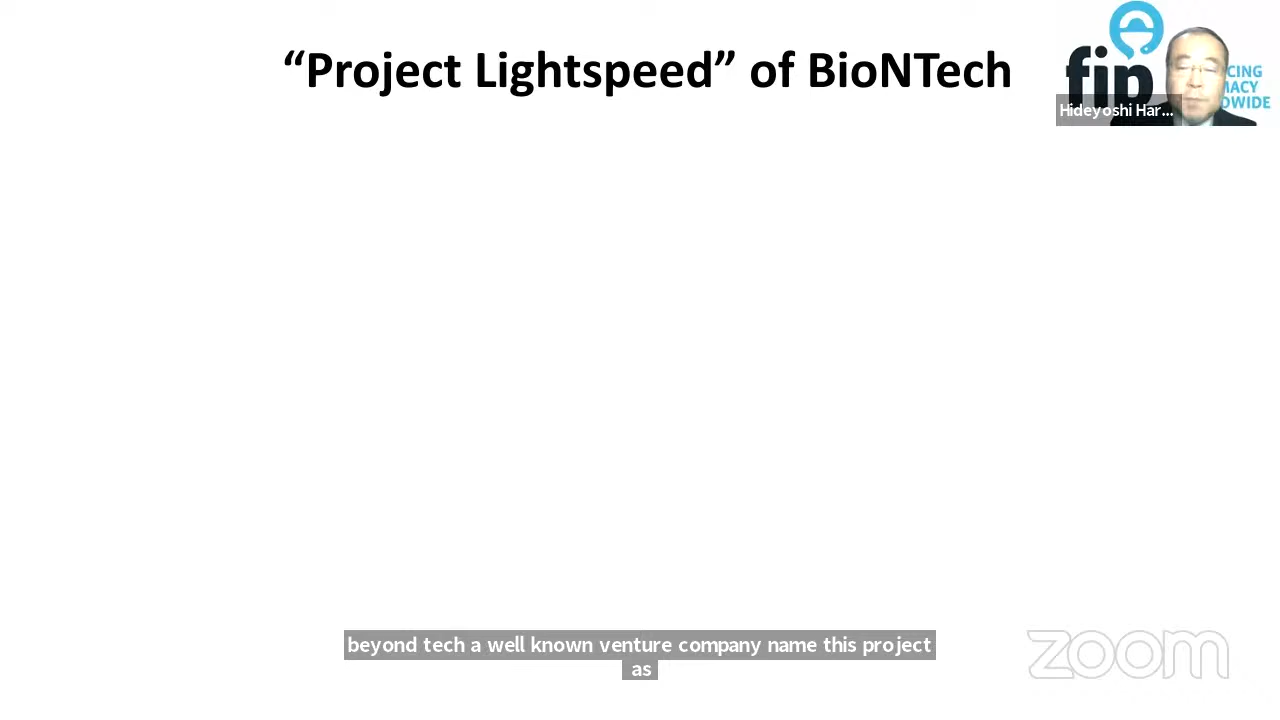 “Project Lightspeed” of BioNTech
fip
CING
MACY
OWIDE
Hideyoshi Har...
beyond tech a well known venture company name this project
as
zoom